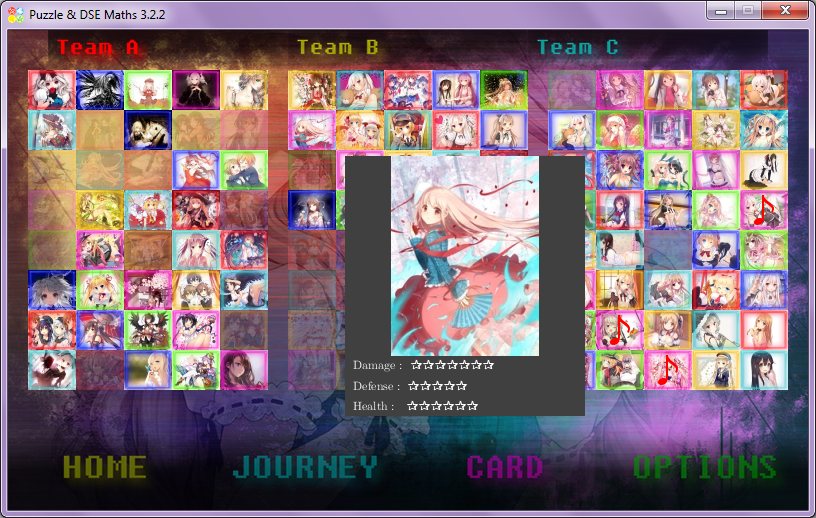 Puzzle & DSE Maths 3.2.2
Team A
Team B
Team C
Damage : ☆☆☆☆☆☆☆
Defense : ☆☆☆☆☆
Health : ☆☆☆☆☆☆
HOME
JOURNEY
CARD
OPTIONS